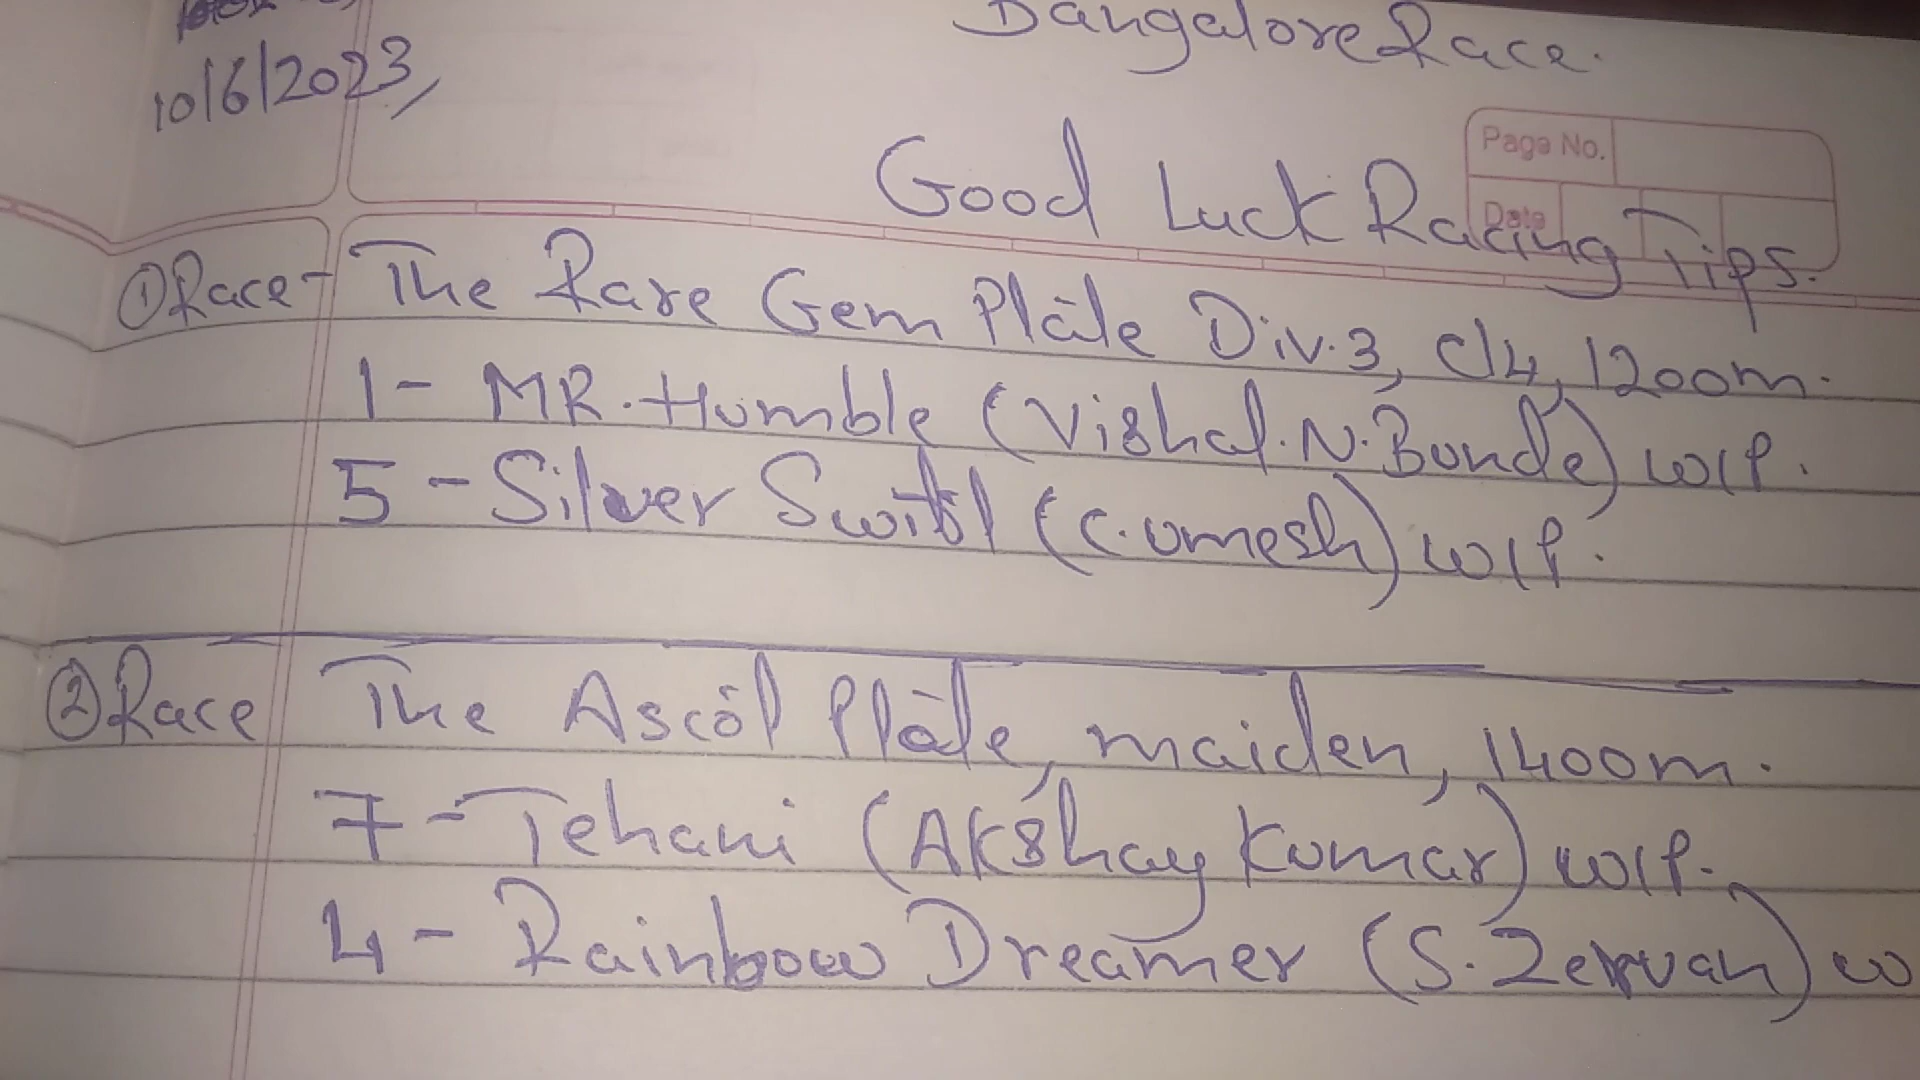 Bangalore Race.
10/6/2023,
Page No.
Good Luck Racing Tips.
Date
① Race - The Rare Gem Plate Div.3, C/4, 1200m.
1 - MR. Humble (Vishal.N.Bunde) W/P.
5 - Silver Swift (C.Umesh) W/P.
② Race The Ascot Plate, maiden, 1400m.
7 - Tehani (Akshay Kumar) W/P.
4 - Rainbow Dreamer (S. Zervan) W